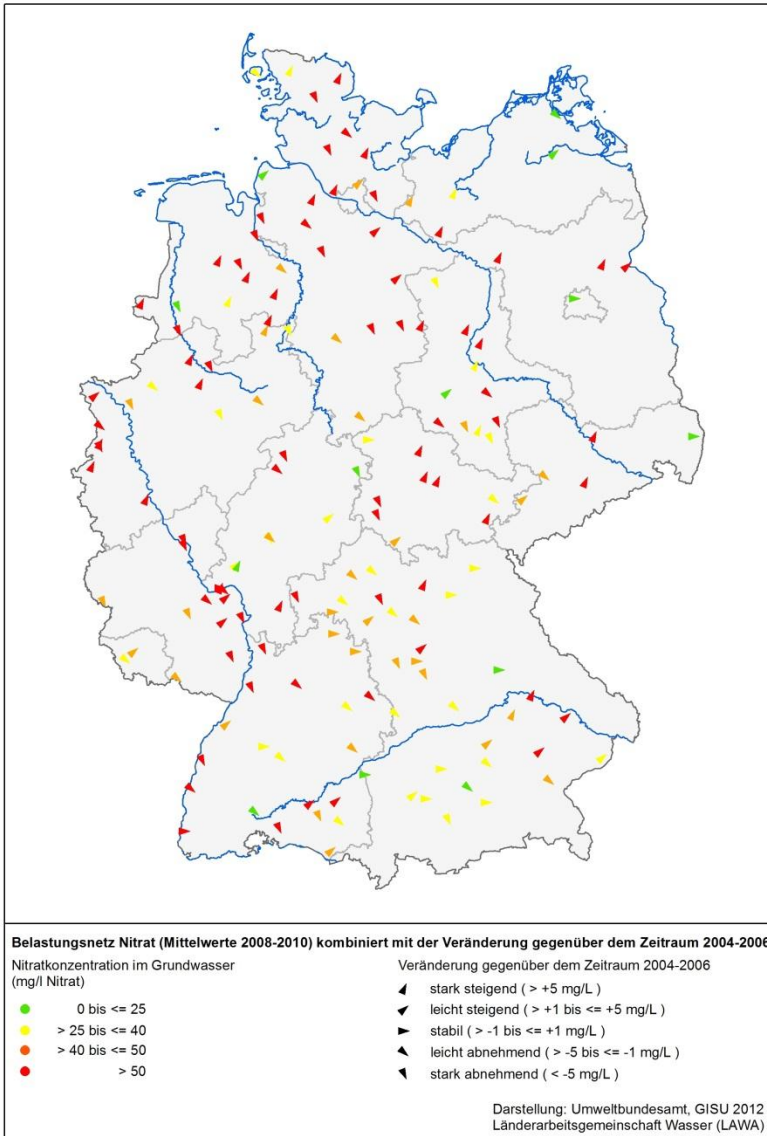 Belastungsnetz Nitrat (Mittelwerte 2008-2010) kombiniert mit der Veränderung gegenüber dem Zeitraum 2004-2006
Nitratkonzentration im Grundwasser
(mg/l Nitrat)
0 bis <= 25
> 25 bis <= 40
> 40 bis <= 50
> 50
Veränderung gegenüber dem Zeitraum 2004-2006
stark steigend ( > +5 mg/L )
leicht steigend ( > +1 bis <= +5 mg/L )
stabil ( > -1 bis <= +1 mg/L )
leicht abnehmend ( > -5 bis <= -1 mg/L )
stark abnehmend ( < -5 mg/L )
Darstellung: Umweltbundesamt, GISU 2012
Länderarbeitsgemeinschaft Wasser (LAWA)